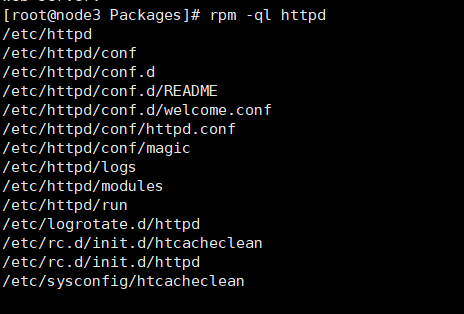 [root@node3 Packages]# rpm -ql httpd
/etc/httpd
/etc/httpd/conf
/etc/httpd/conf.d
/etc/httpd/conf.d/README
/etc/httpd/conf.d/welcome.conf
/etc/httpd/conf/httpd.conf
/etc/httpd/conf/magic
/etc/httpd/logs
/etc/httpd/modules
/etc/httpd/run
/etc/logrotate.d/httpd
/etc/rc.d/init.d/htcacheclean
/etc/rc.d/init.d/httpd
/etc/sysconfig/htcacheclean